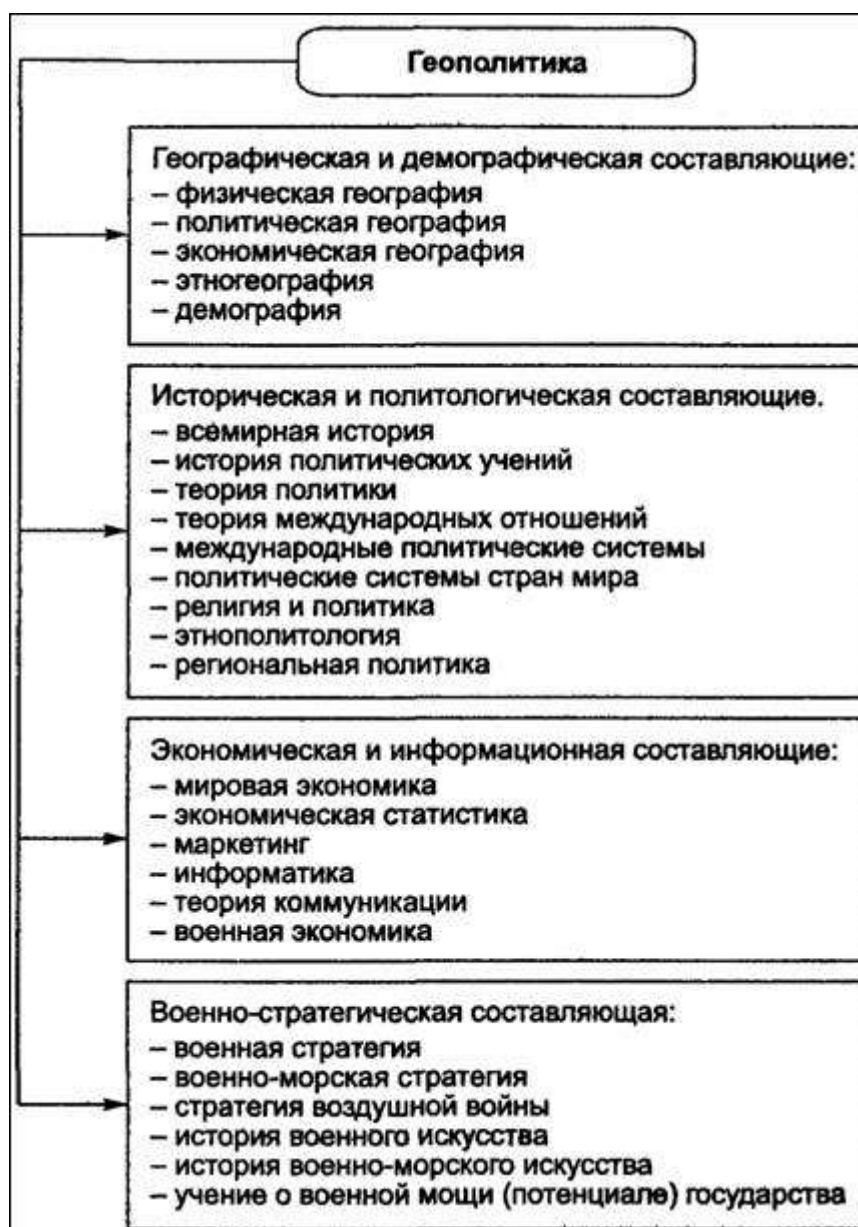 Геополитика
Географическая и демографическая составляющие:
– физическая география
– политическая география
– экономическая география
– этногеография
– демография
Историческая и политологическая составляющие.
– всемирная история
– история политических учений
– теория политики
– теория международных отношений
– международные политические системы
– политические системы стран мира
– религия и политика
– этнополитология
– региональная политика
Экономическая и информационная составляющие:
– мировая экономика
– экономическая статистика
– маркетинг
– информатика
– теория коммуникации
– военная экономика
Военно-стратегическая составляющая:
– военная стратегия
– военно-морская стратегия
– стратегия воздушной войны
– история военного искусства
– история военно-морского искусства
– учение о военной мощи (потенциале) государства